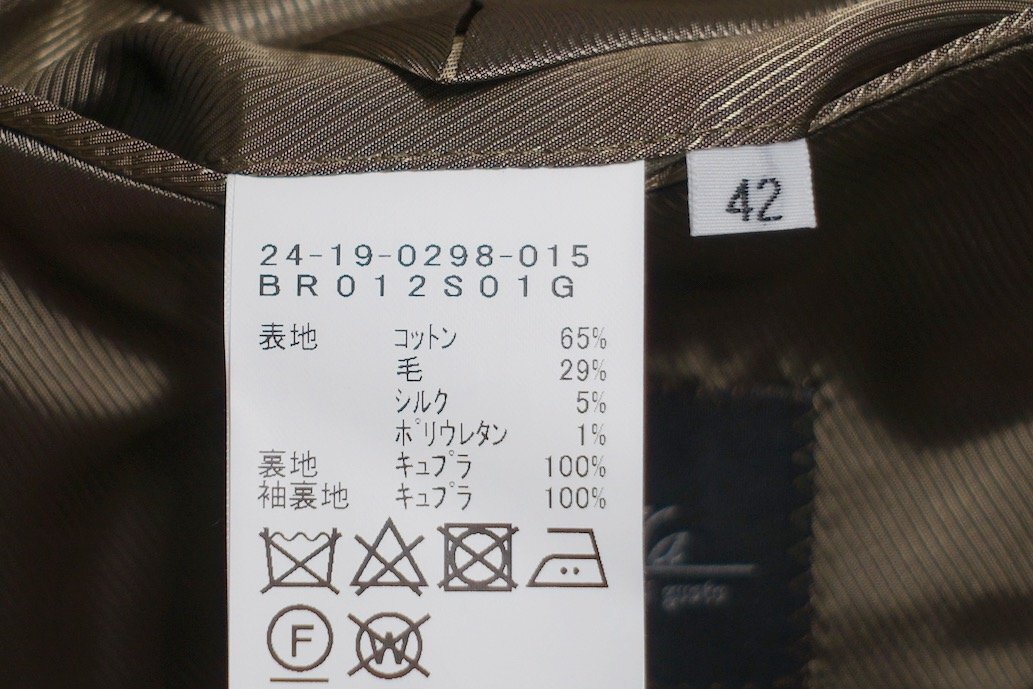 42
24-19-0298-015
BR012S01G
表地 コットン 65%
毛 29%
シルク 5%
ポリウレタン 1%
裏地 キュプラ 100%
袖裏地 キュプラ 100%
F
W
gusto